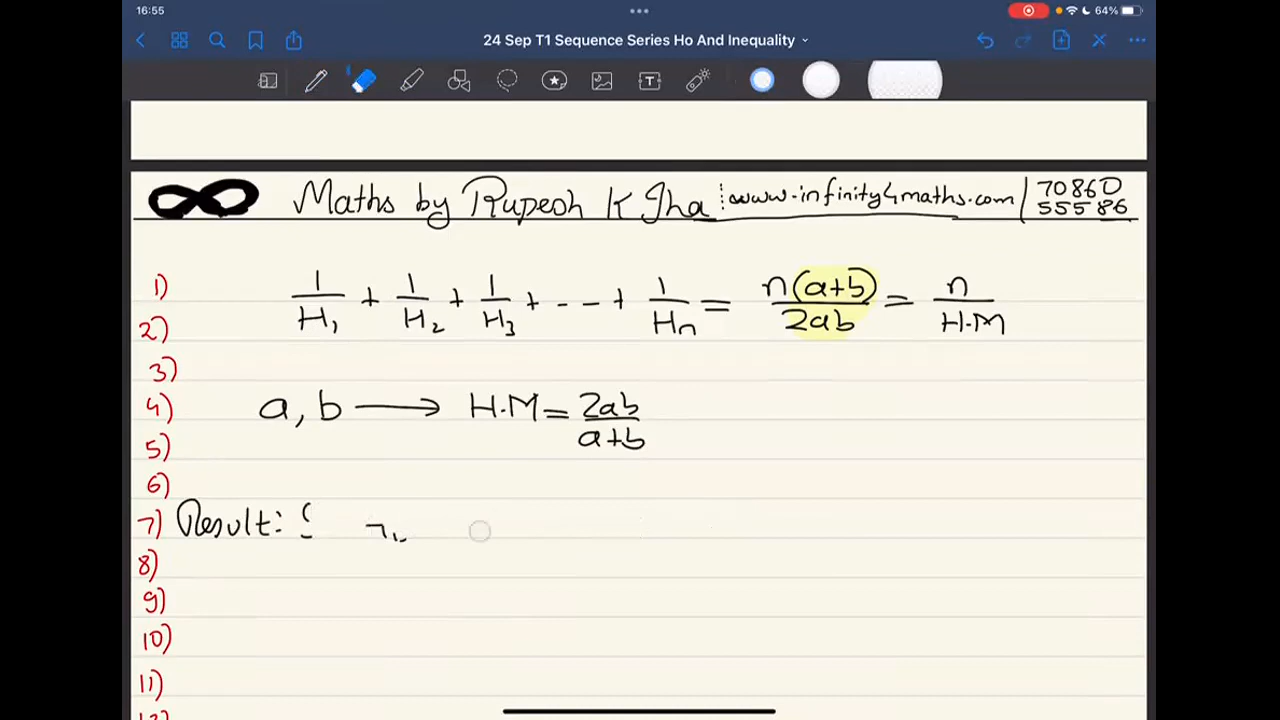 16:55
64%
24 Sep T1 Sequence Series Ho And Inequality
Maths by Rupesh K Jha www.infinity4maths.com 70860 55586
1) 1/H₁ + 1/H₂ + 1/H₃ + -- + 1/Hₙ = n(a+b)/2ab = n/H.M
2)
3)
4) a, b ⟶ H.M = 2ab/a+b
5)
6)
7) Result:
8)
9)
10)
11)